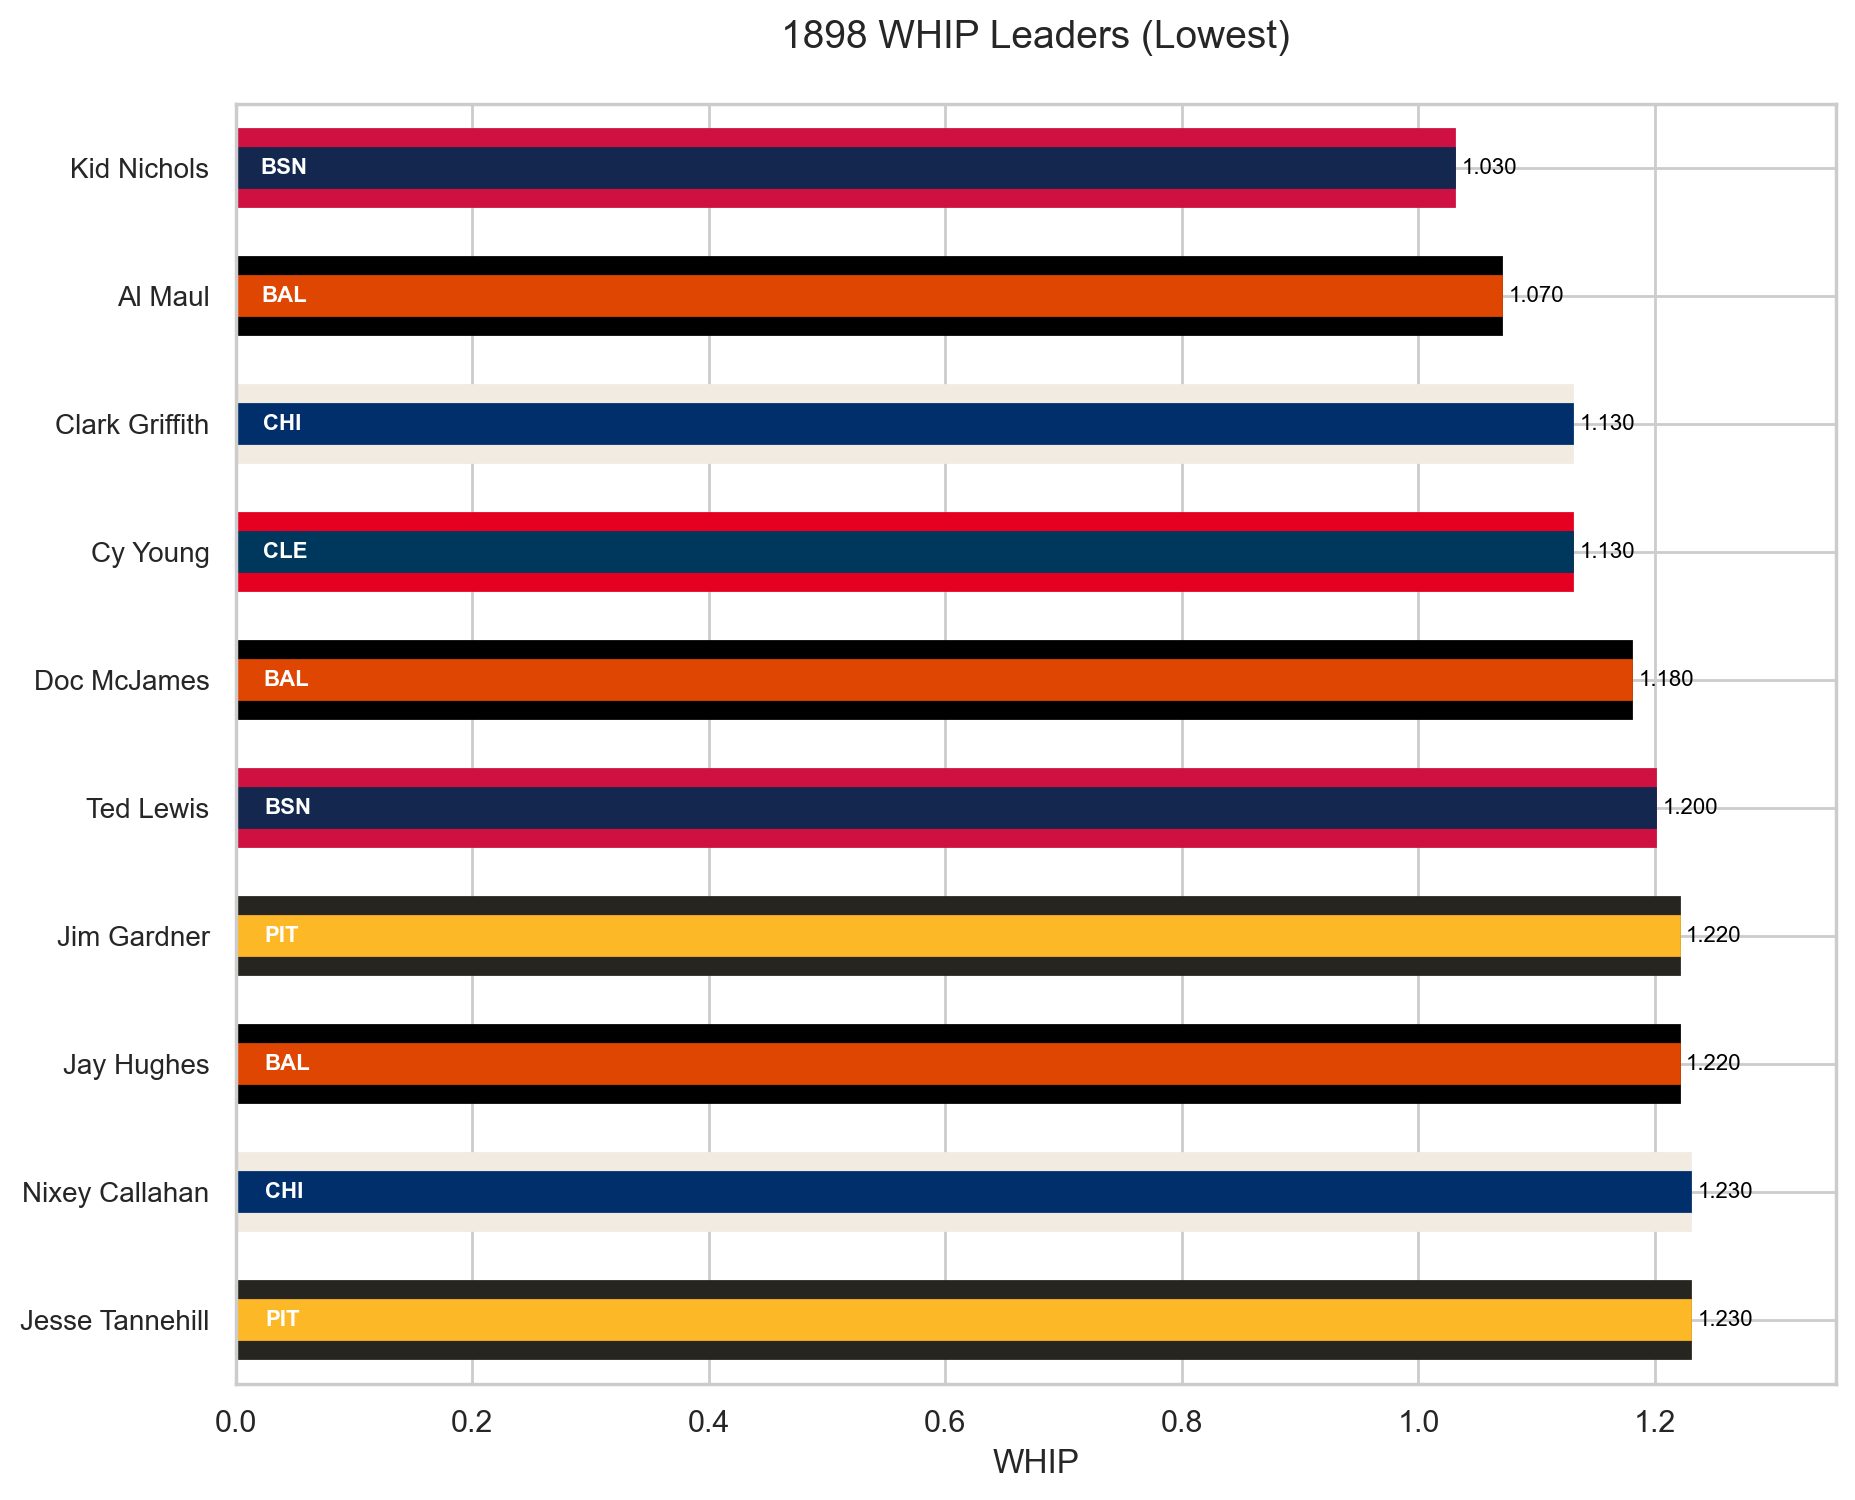 1898 WHIP Leaders (Lowest)
Kid Nichols BSN 1.030
Al Maul BAL 1.070
Clark Griffith CHI 1.130
Cy Young CLE 1.130
Doc McJames BAL 1.180
Ted Lewis BSN 1.200
Jim Gardner PIT 1.220
Jay Hughes BAL 1.220
Nixey Callahan CHI 1.230
Jesse Tannehill PIT 1.230
0.0 0.2 0.4 0.6 0.8 1.0 1.2
WHIP